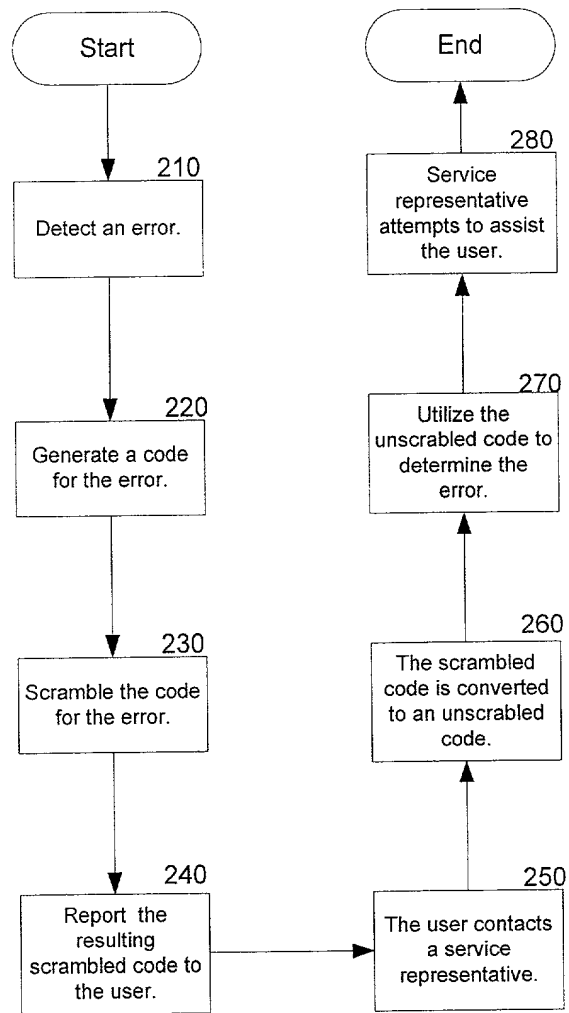 Start
210
Detect an error.
220
Generate a code
for the error.
230
Scramble the code
for the error.
240
Report the
resulting
scrambled code to
the user.
250
The user contacts
a service
representative.
260
The scrambled
code is converted
to an unscrabled
code.
270
Utilize the
unscrabled code to
determine the
error.
280
Service
representative
attempts to assist
the user.
End